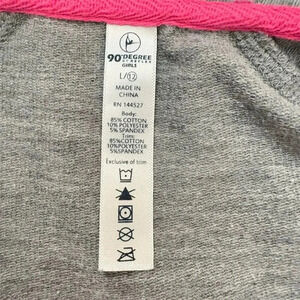 90°DEGREE
BY REFLEX
GIRLS
L/12
MADE IN
CHINA
RN 144527
Body:
85%COTTON
10%POLYESTER
5%SPANDEX
Trim:
85%COTTON
10%POLYESTER
5%SPANDEX
Exclusive of trim